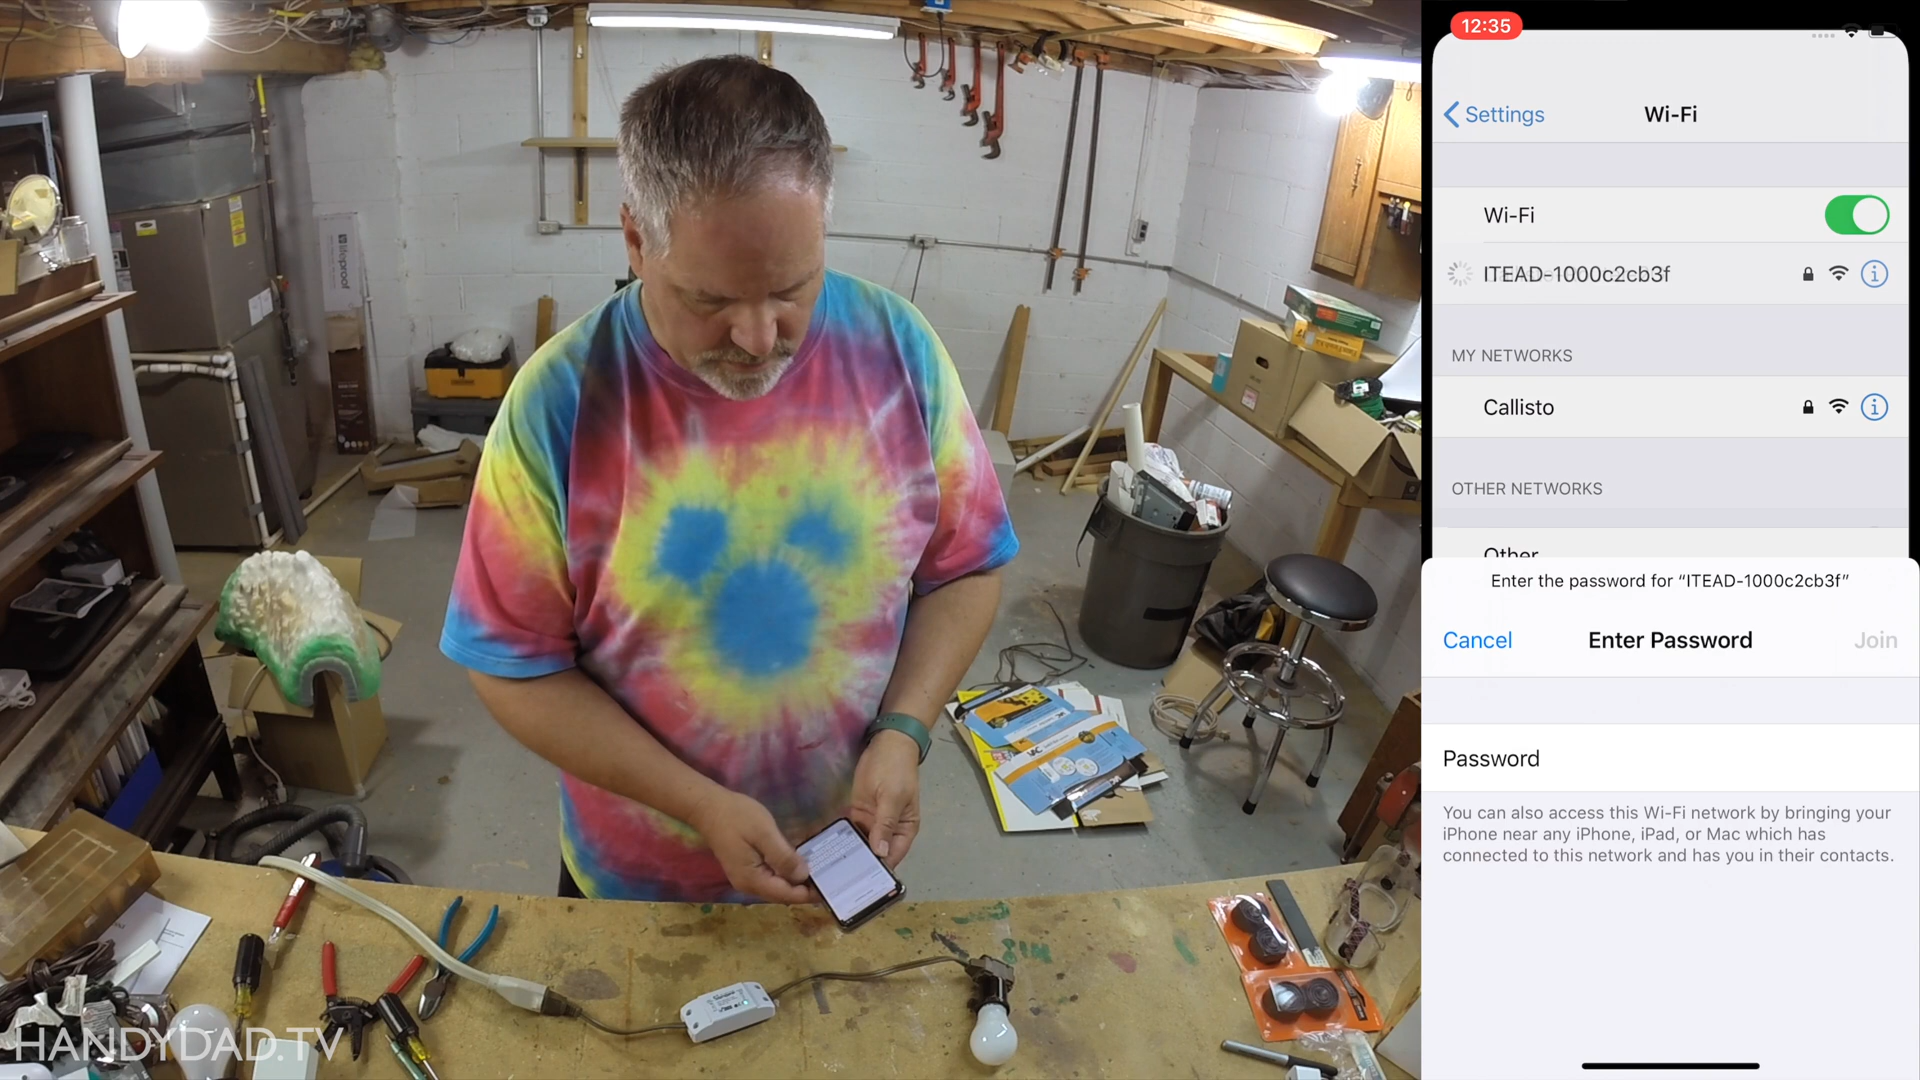 12:35
Settings
Wi-Fi
Wi-Fi
ITEAD-1000c2cb3f
MY NETWORKS
Callisto
OTHER NETWORKS
Other
Enter the password for “ITEAD-1000c2cb3f”
Cancel
Enter Password
Join
Password
You can also access this Wi-Fi network by bringing your
iPhone near any iPhone, iPad, or Mac which has
connected to this network and has you in their contacts.
lifeproof
HANDYDAD.TV